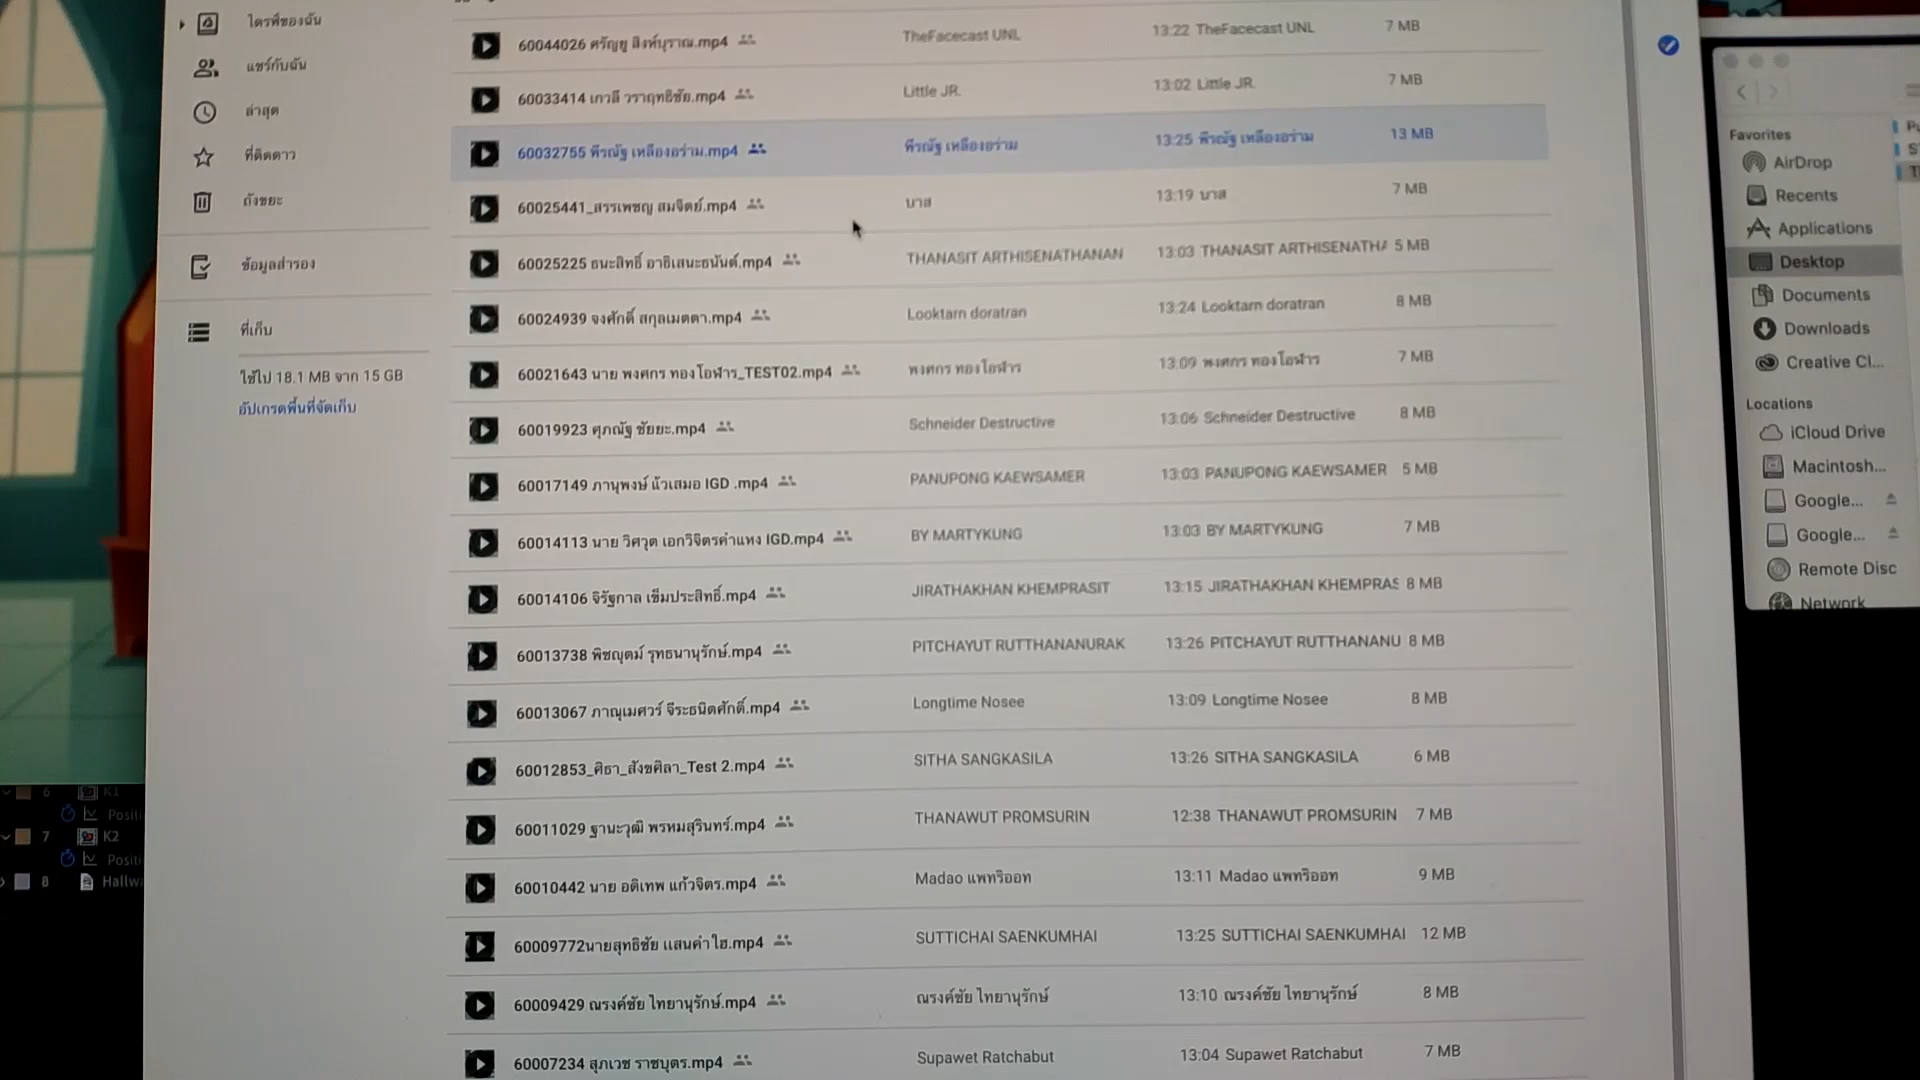 ไดรฟ์ของฉัน
แชร์กับฉัน
ล่าสุด
ที่ติดดาว
ถังขยะ
ข้อมูลสำรอง
ที่เก็บ
ใช้ไป 18.1 MB จาก 15 GB
อัปเกรดพื้นที่จัดเก็บ
60044026 ศรัญยู สิงห์บุราณ.mp4 TheFacecast UNL 13:22 TheFacecast UNL 7 MB
60033414 เกวลี วราฤทธิชัย.mp4 Little JR. 13:02 Little JR. 7 MB
60032755 พีรณัฐ เหลืองอร่าม.mp4 พีรณัฐ เหลืองอร่าม 13:25 พีรณัฐ เหลืองอร่าม 13 MB
60025441_สรรเพชญ สมจิตย์.mp4 บาส 13:19 บาส 7 MB
60025225 ธนะสิทธิ์ อาธิเสนะธนันต์.mp4 THANASIT ARTHISENATHANAN 13:03 THANASIT ARTHISENATHA 5 MB
60024939 จงศักดิ์ สกุลเมตตา.mp4 Looktarn doratran 13:24 Looktarn doratran 8 MB
60021643 นาย พงศกร ทองโอฬาร_TEST02.mp4 พงศกร ทองโอฬาร 13:09 พงศกร ทองโอฬาร 7 MB
60019923 ศุภณัฐ ชัยยะ.mp4 Schneider Destructive 13:06 Schneider Destructive 8 MB
60017149 ภานุพงษ์ แก้วเสมอ IGD .mp4 PANUPONG KAEWSAMER 13:03 PANUPONG KAEWSAMER 5 MB
60014113 นาย วิศวุต เอกวิจิตรคำแหง IGD.mp4 BY MARTYKUNG 13:03 BY MARTYKUNG 7 MB
60014106 จิรัฐกาล เข็มประสิทธิ์.mp4 JIRATHAKHAN KHEMPRASIT 13:15 JIRATHAKHAN KHEMPRAS 8 MB
60013738 พิชญุตม์ รุทธนานุรักษ์.mp4 PITCHAYUT RUTTHANANURAK 13:26 PITCHAYUT RUTTHANANU 8 MB
60013067 ภาณุเมศวร์ จีระธนิตศักดิ์.mp4 Longtime Nosee 13:09 Longtime Nosee 8 MB
60012853_ศิธา_สังขศิลา_Test 2.mp4 SITHA SANGKASILA 13:26 SITHA SANGKASILA 6 MB
60011029 ฐานะวุฒิ พรหมสุรินทร์.mp4 THANAWUT PROMSURIN 12:38 THANAWUT PROMSURIN 7 MB
60010442 นาย อติเทพ แก้วจิตร.mp4 Madao แพทริออท 13:11 Madao แพทริออท 9 MB
60009772นายสุทธิชัย แสนคำใฮ.mp4 SUTTICHAI SAENKUMHAI 13:25 SUTTICHAI SAENKUMHAI 12 MB
60009429 ณรงค์ชัย ไทยานุรักษ์.mp4 ณรงค์ชัย ไทยานุรักษ์ 13:10 ณรงค์ชัย ไทยานุรักษ์ 8 MB
60007234 สุภเวช ราชบุตร.mp4 Supawet Ratchabut 13:04 Supawet Ratchabut 7 MB
6 K1
Positi
7 K2
Positi
8 Hallwa
Favorites
AirDrop
Recents
Applications
Desktop
Documents
Downloads
Creative Cl...
Locations
iCloud Drive
Macintosh...
Google...
Google...
Remote Disc
Network